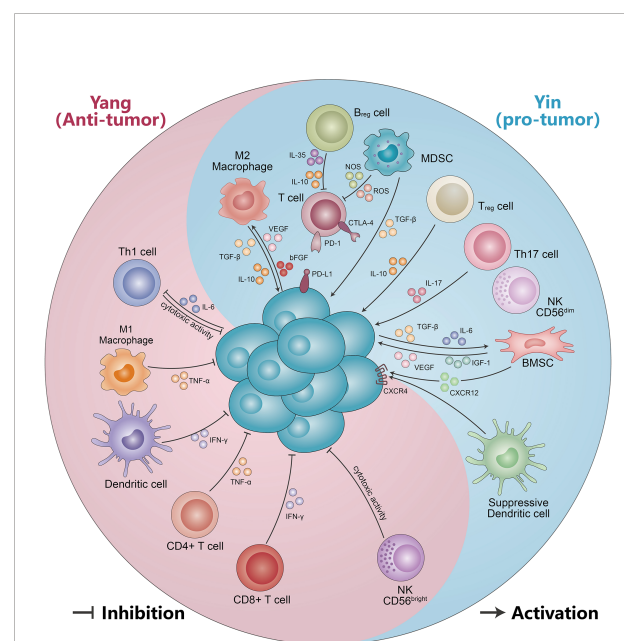 Yang
(Anti-tumor)
Yin
(pro-tumor)
Breg cell
IL-35
IL-10
NOS
ROS
MDSC
M2
Macrophage
T cell
CTLA-4
PD-1
Treg cell
VEGF
TGF-β
bFGF
IL-10
PD-L1
TGF-β
IL-10
Th17 cell
IL-17
NK
CD56dim
Th1 cell
IL-6
cytotoxic activity
M1
Macrophage
TNF-α
TGF-β
IL-6
VEGF
IGF-1
BMSC
CXCR4
CXCR12
IFN-γ
Dendritic cell
TNF-α
CD4+ T cell
IFN-γ
CD8+ T cell
cytotoxic activity
NK
CD56bright
Suppressive
Dendritic cell
Inhibition
Activation